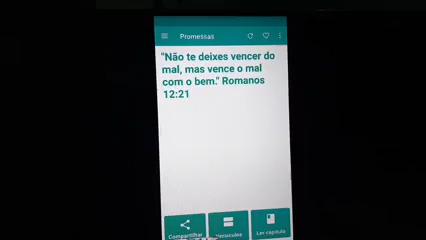 Promessas
"Não te deixes vencer do
mal, mas vence o mal
com o bem." Romanos
12:21
Compartilhar
Versículos
Ler capítulo